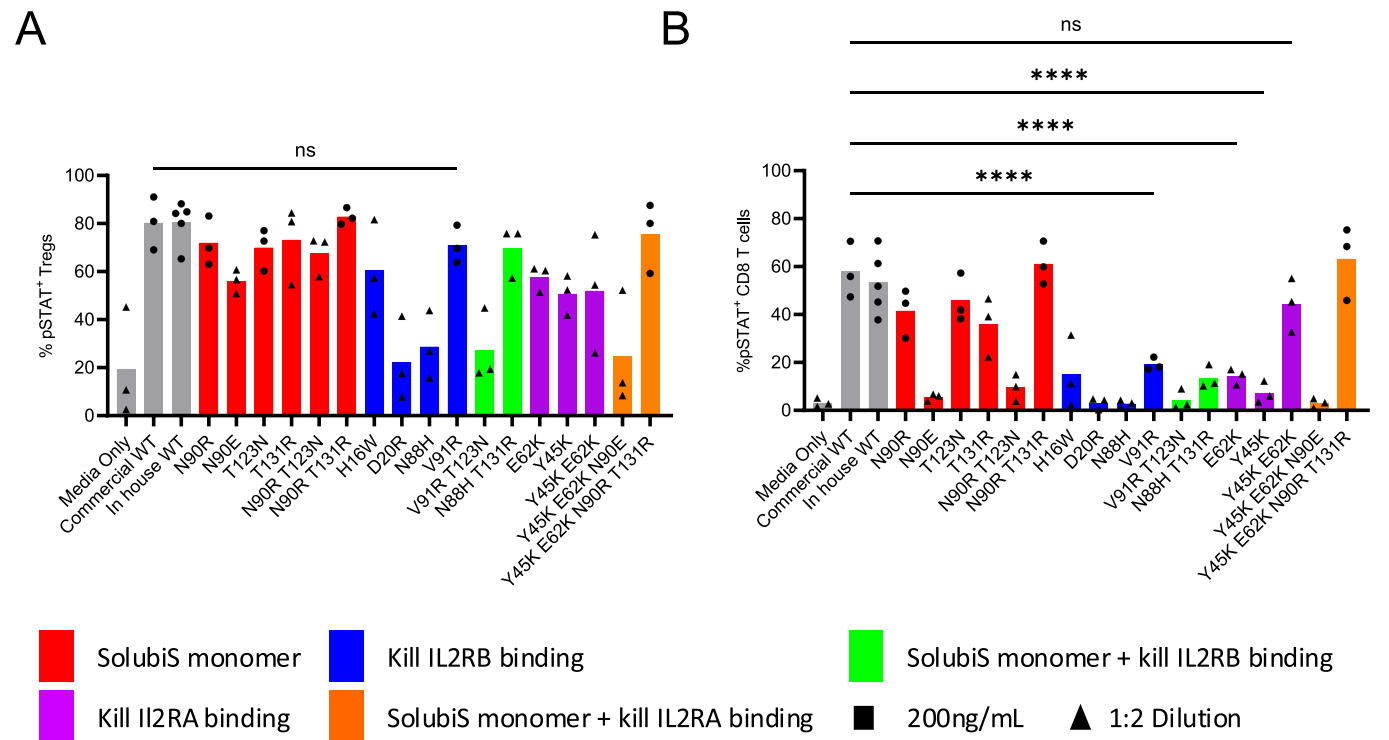 A
B
ns
% pSTAT+ Tregs
100
80
60
40
20
0
Media Only
Commercial WT
In house WT
N90R
N90E
T123N
T131R
N90R T123N
N90R T131R
H16W
D20R
N88H
V91R
V91R T123N
N88H T131R
E62K
Y45K
Y45K E62K
Y45K E62K N90E
Y45K E62K N90R T131R
ns
****
****
****
%pSTAT+ CD8 T cells
100
80
60
40
20
0
Media Only
Commercial WT
In house WT
N90R
N90E
T123N
T131R
N90R T123N
N90R T131R
H16W
D20R
N88H
V91R
V91R T123N
N88H T131R
E62K
Y45K
Y45K E62K
Y45K E62K N90E
Y45K E62K N90R T131R
SolubiS monomer
Kill IL2RB binding
SolubiS monomer + kill IL2RB binding
Kill Il2RA binding
SolubiS monomer + kill IL2RA binding
200ng/mL
1:2 Dilution